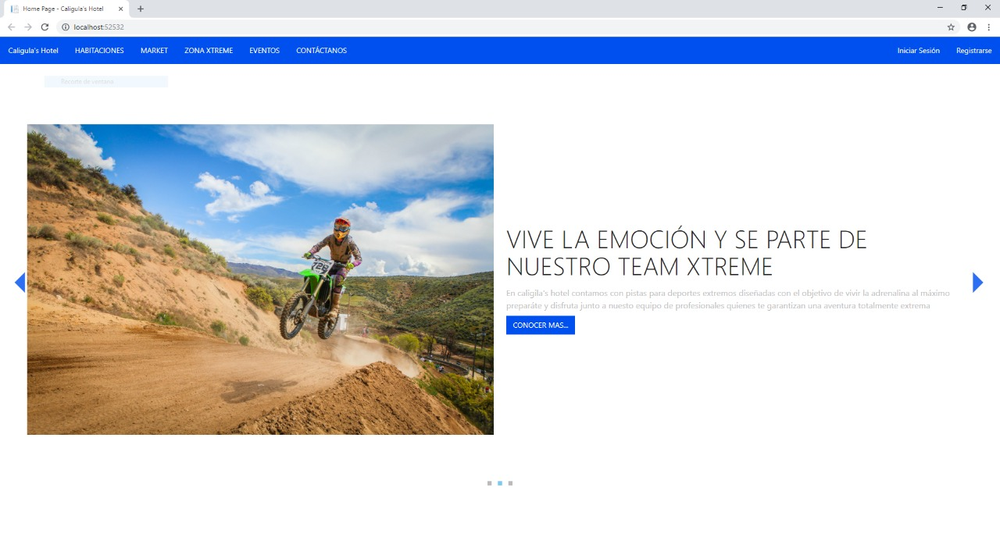 Home Page - Caligula's Hotel
localhost:52532
Caligula's Hotel HABITACIONES MARKET ZONA XTREME EVENTOS CONTÁCTANOS Iniciar Sesión Registrarse
Recorte de ventana
VIVE LA EMOCIÓN Y SE PARTE DE
NUESTRO TEAM XTREME
En caligila's hotel contamos con pistas para deportes extremos diseñadas con el objetivo de vivir la adrenalina al máximo
preparáte y disfruta junto a nuesto equipo de profesionales quienes te garantizan una aventura totalmente extrema
CONOCER MAS...